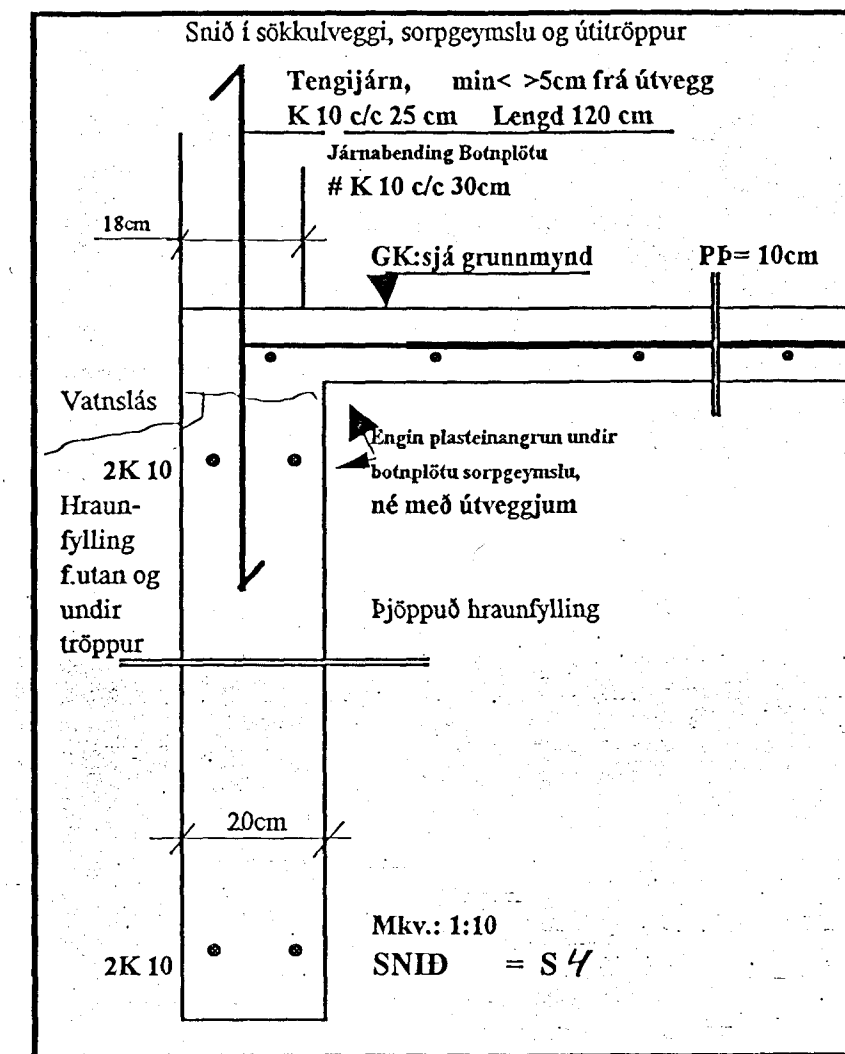 Snið í sökkulveggi, sorpgeymslu og útitröppur
Tengijárn, min< >5cm frá útvegg
K 10 c/c 25 cm Lengd 120 cm
Járnabending Botnplötu
# K 10 c/c 30cm
18cm
GK:sjá grunnmynd
PÞ= 10cm
Vatnslás
Engin plasteinangrun undir
botnplötu sorpgeymslu,
né með útveggjum
2K 10
Hraun-
fylling
f.utan og
undir
tröppur
Þjöppuð hraunfylling
20cm
Mkv.: 1:10
SNIÐ = S 4
2K 10